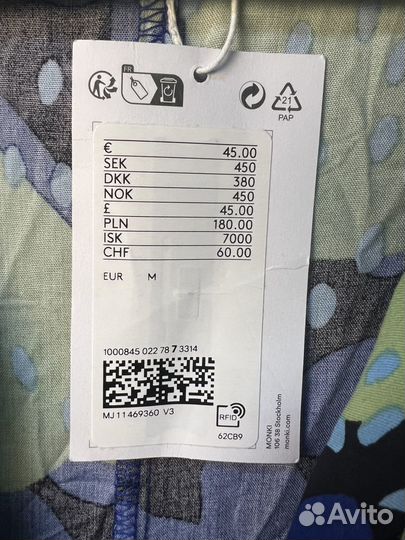 FR
21
PAP
€ 45.00
SEK 450
DKK 380
NOK 450
£ 45.00
PLN 180.00
ISK 7000
CHF 60.00
EUR M
1000845 022 78 7 3314
MJ11469360 V3
RFID
62CB9
MONKI
106 38 Stockholm
monki.com
Avito